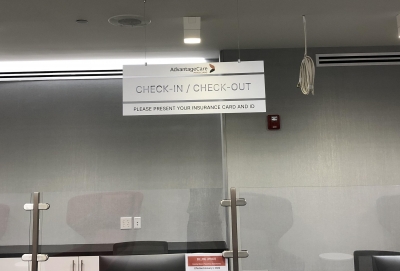 AdvantageCare
CHECK-IN / CHECK-OUT
PLEASE PRESENT YOUR INSURANCE CARD AND ID